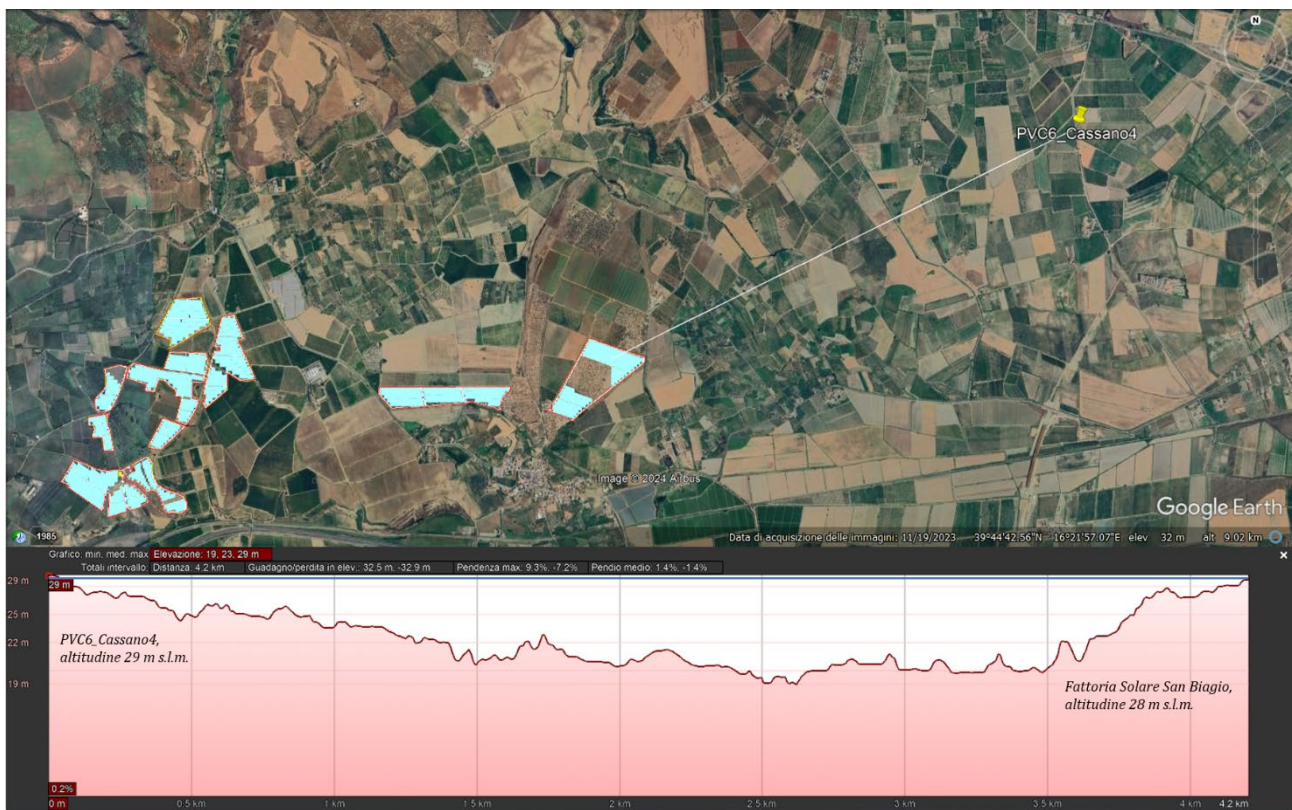 N
PVC6_Cassano4
Image © 2024 Airbus
Google Earth
1985
Data di acquisizione delle immagini: 11/19/2023 39°44'42.56"N 16°21'57.07"E elev 32 m alt 9.02 km
Grafico: min, med, max Elevazione: 19, 23, 29 m
Totali intervallo: Distanza: 4.2 km Guadagno/perdita in elev.: 32.5 m, -32.9 m Pendenza max: 9.3%, -7.2% Pendio medio: 1.4%, -1.4%
29 m
29 m
25 m
22 m
19 m
PVC6_Cassano4,
altitudine 29 m s.l.m.
Fattoria Solare San Biagio,
altitudine 28 m s.l.m.
0.2%
0 m 0.5 km 1 km 1.5 km 2 km 2.5 km 3 km 3.5 km 4 km 4.2 km